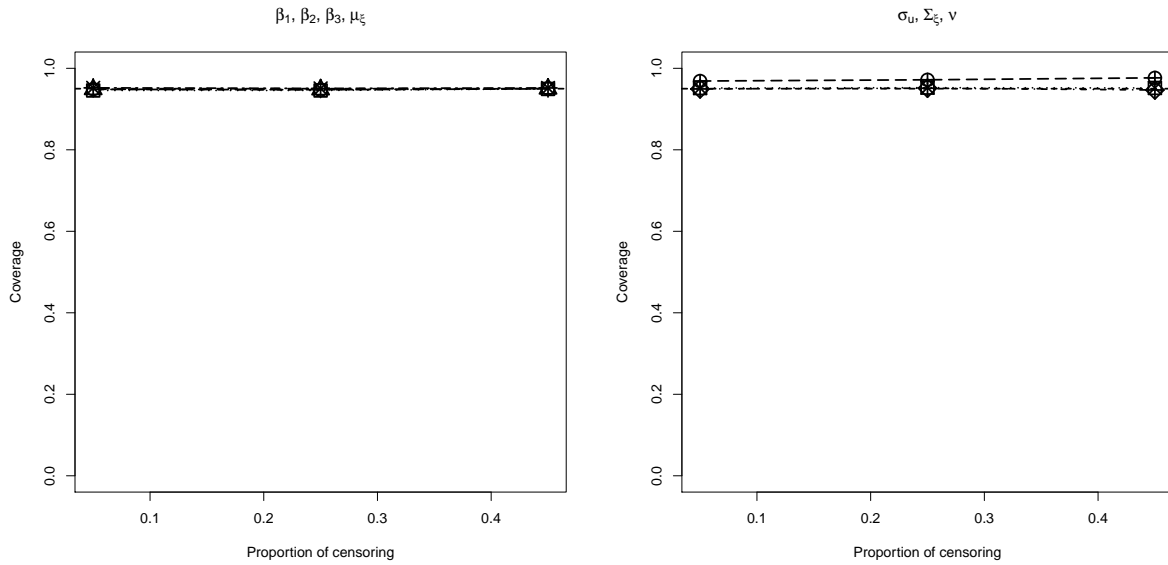 β1, β2, β3, μξ
Coverage
1.0
0.8
0.6
0.4
0.2
0.0
0.1 0.2 0.3 0.4
Proportion of censoring
σu, Σξ, ν
Coverage
1.0
0.8
0.6
0.4
0.2
0.0
0.1 0.2 0.3 0.4
Proportion of censoring